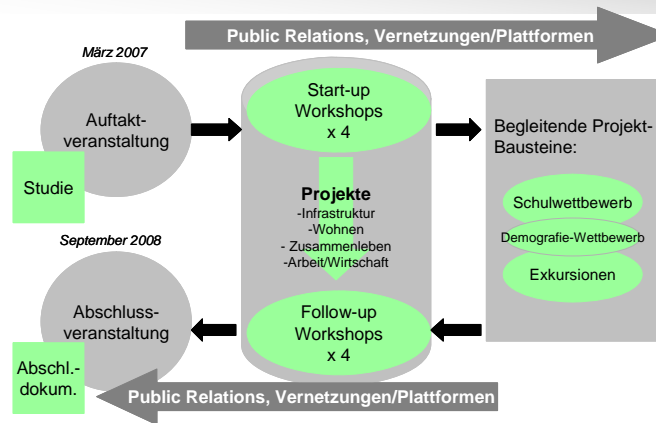 Public Relations, Vernetzungen/Plattformen
März 2007
Auftakt-
veranstaltung
Studie
Start-up
Workshops
x 4
Projekte
-Infrastruktur
-Wohnen
- Zusammenleben
-Arbeit/Wirtschaft
Follow-up
Workshops
x 4
Begleitende Projekt-
Bausteine:
Schulwettbewerb
Demografie-Wettbewerb
Exkursionen
September 2008
Abschluss-
veranstaltung
Abschl.-
dokum.
Public Relations, Vernetzungen/Plattformen